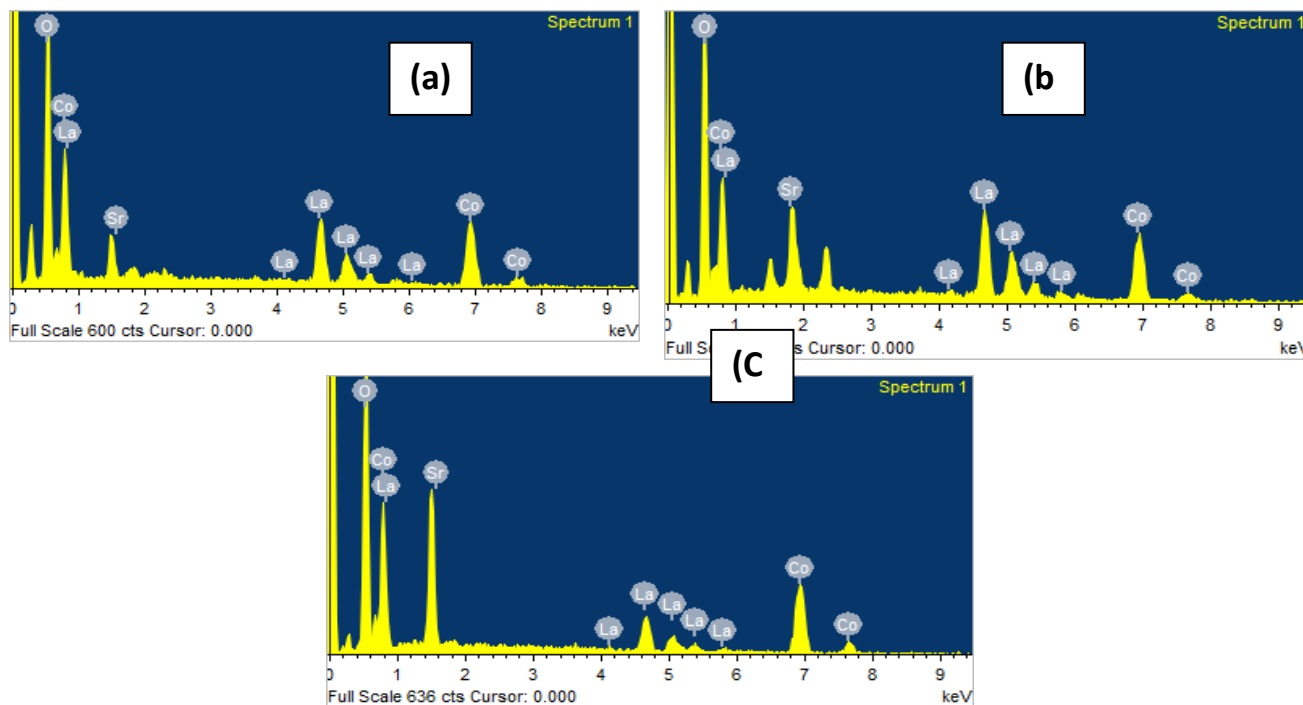 Spectrum 1
(a)
O
Co
La
Sr
La
La
La
La
La
Co
Co
0 1 2 3 4 5 6 7 8 9
Full Scale 600 cts Cursor: 0.000 keV
Spectrum 1
(b
O
Co
La
Sr
La
La
La
La
La
Co
Co
0 1 2 3 4 5 6 7 8 9
Full Sc s Cursor: 0.000 keV
(C
Spectrum 1
O
Co
La
Sr
La
La
La
La
La
Co
Co
1 2 3 4 5 6 7 8 9
Full Scale 636 cts Cursor: 0.000 keV